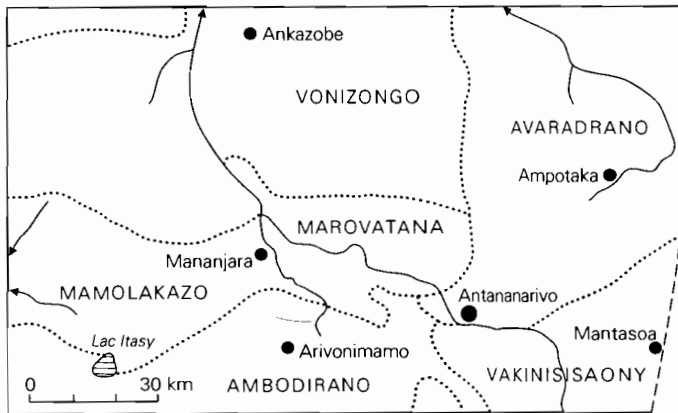 Ankazobe
VONIZONGO
AVARADRANO
Ampotaka
MAROVATANA
Mananjara
MAMOLAKAZO
Antananarivo
Lac Itasy
Arivonimamo
Mantasoa
0 30 km
AMBODIRANO
VAKINISISAONY